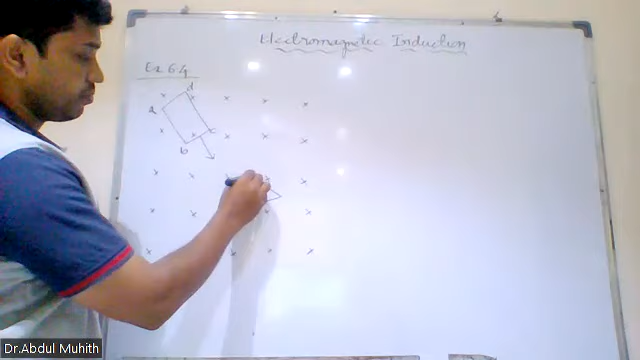 Electromagnetic Induction
Ex 6.4
d
a
c
b
Dr.Abdul Muhith